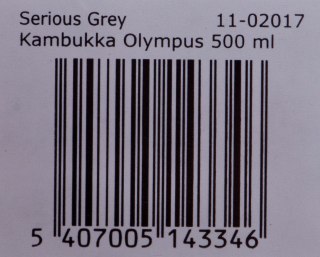 Serious Grey 11-02017
Kambukka Olympus 500 ml
5 407005 143346